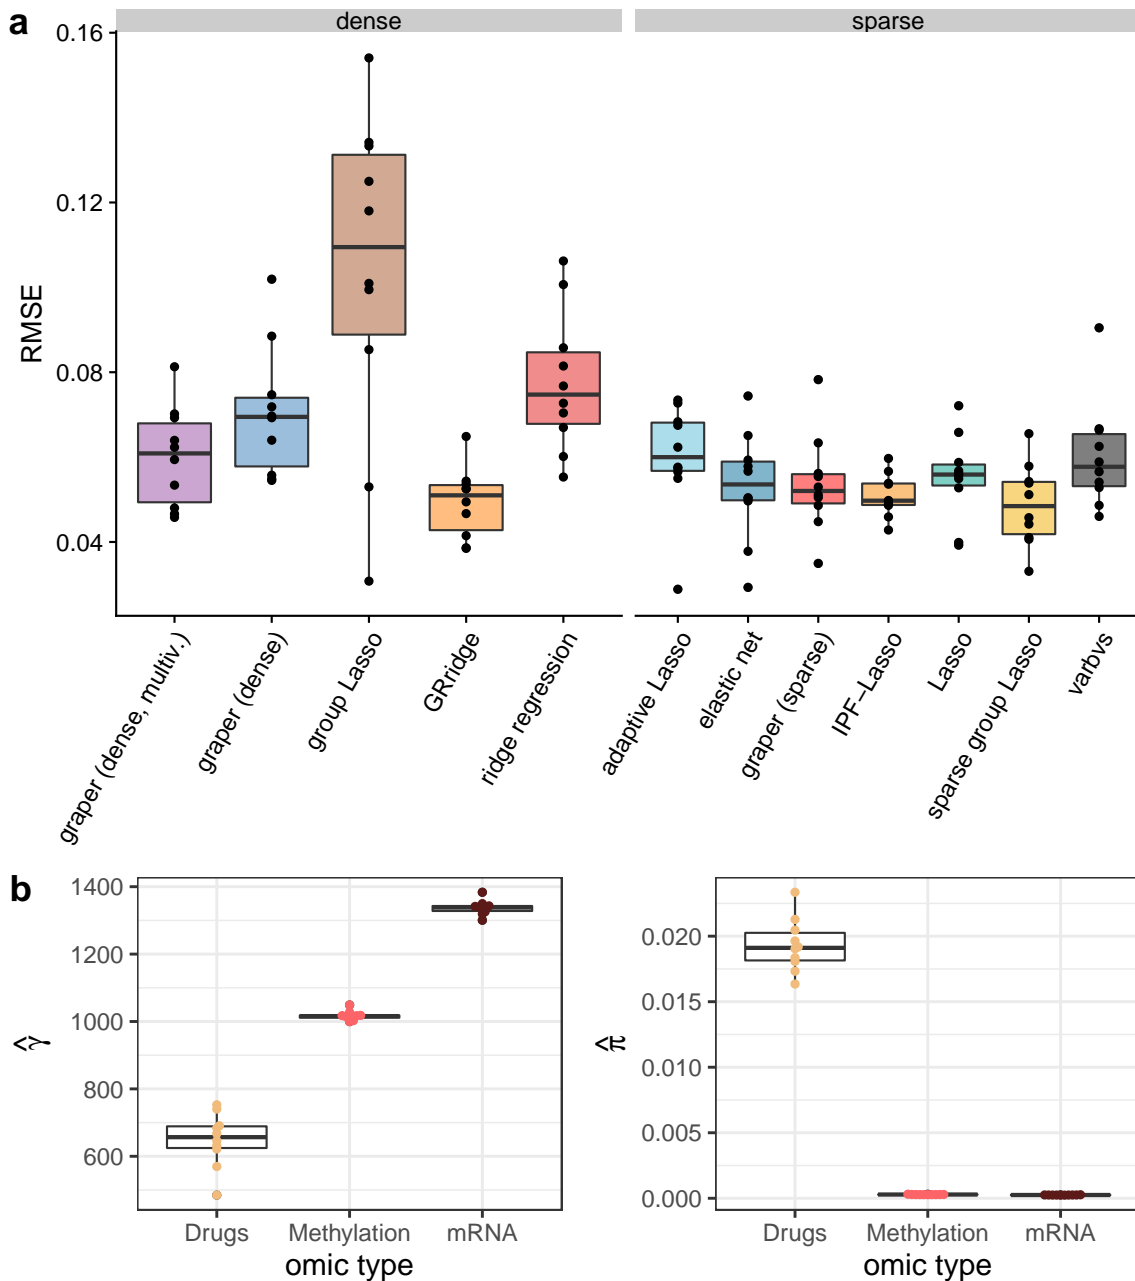 a
dense
sparse
0.16
0.12
0.08
0.04
RMSE
graper (dense, multiv.)
graper (dense)
group Lasso
GRridge
ridge regression
adaptive Lasso
elastic net
graper (sparse)
IPF−Lasso
Lasso
sparse group Lasso
varbvs
b
1400
1200
1000
800
600
γ̂
Drugs
Methylation
mRNA
omic type
0.020
0.015
0.010
0.005
0.000
π̂
Drugs
Methylation
mRNA
omic type